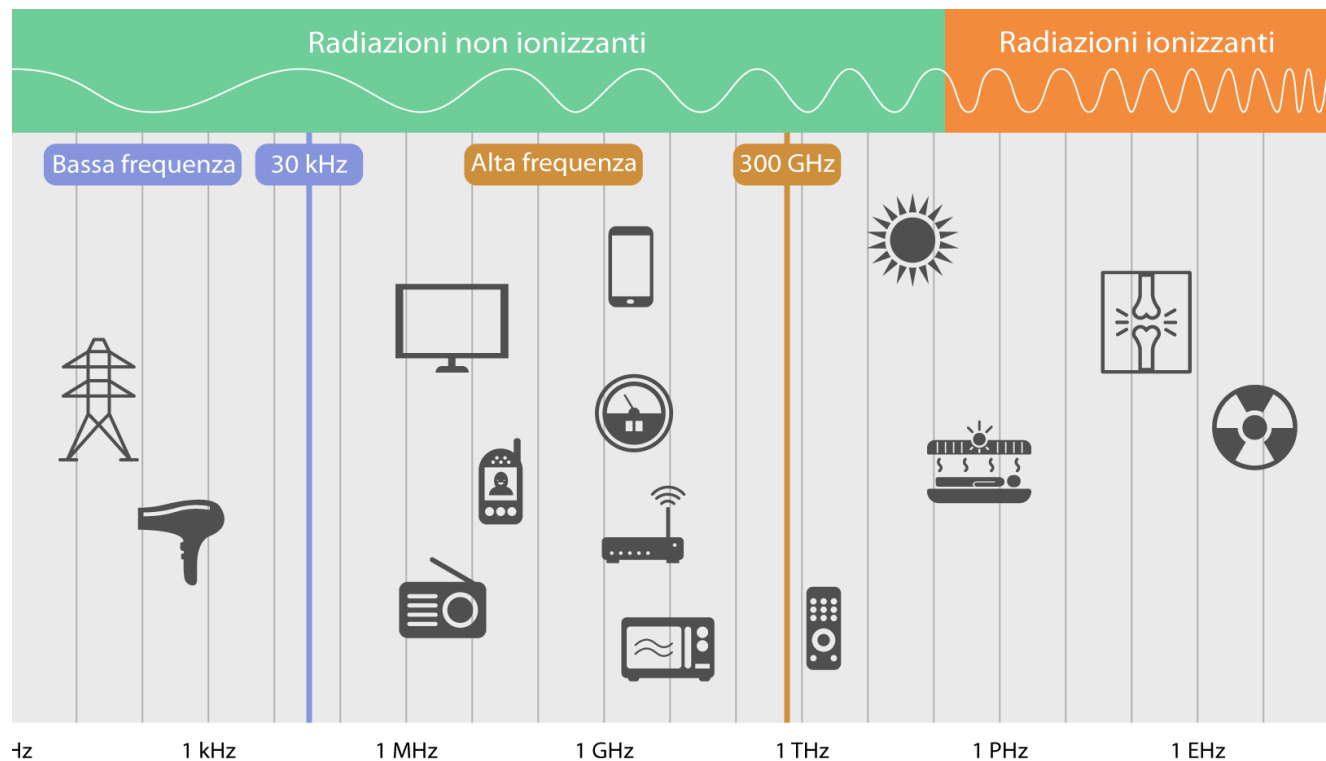 Radiazioni non ionizzanti
Radiazioni ionizzanti
Bassa frequenza
30 kHz
Alta frequenza
300 GHz
Hz
1 kHz
1 MHz
1 GHz
1 THz
1 PHz
1 EHz